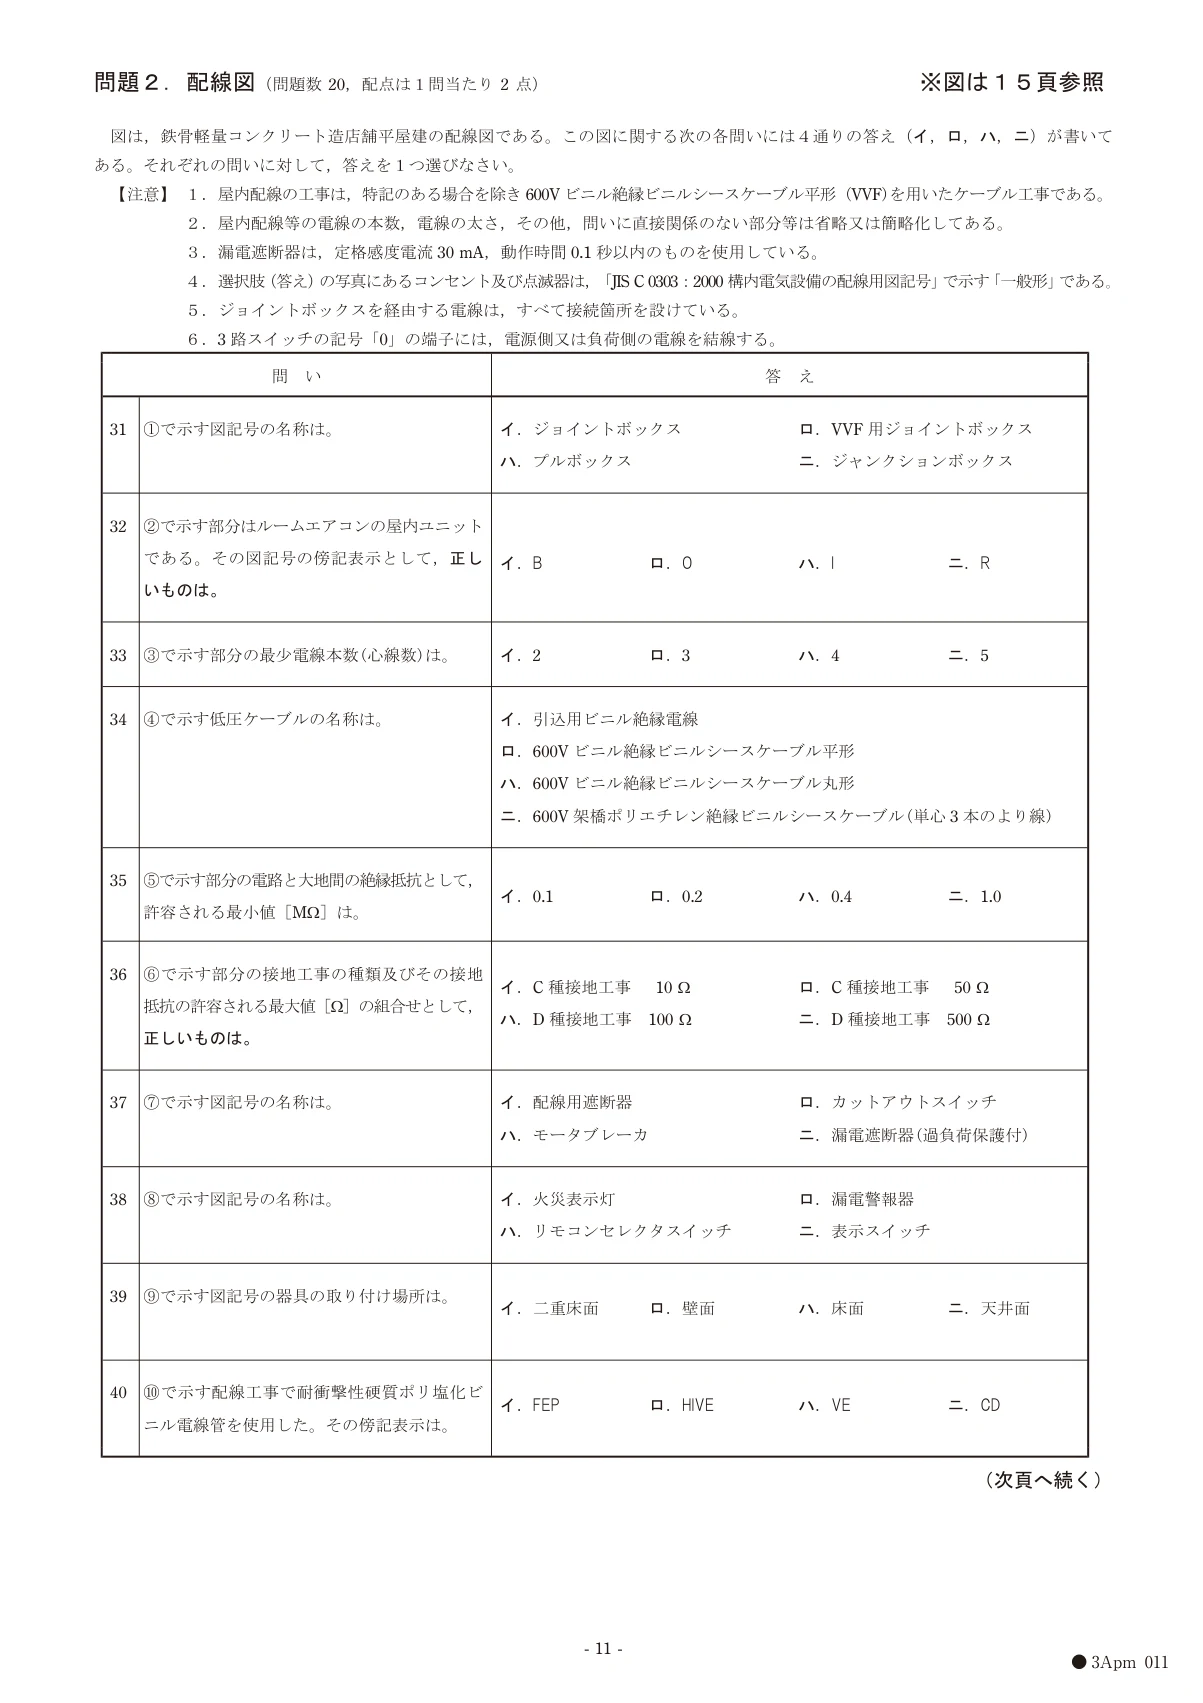 問題２．配線図（問題数 20，配点は１問当たり 2 点）　※図は１５頁参照
図は，鉄骨軽量コンクリート造店舗平屋建の配線図である。この図に関する次の各問いには４通りの答え（イ，ロ，ハ，ニ）が書いて
ある。それぞれの問いに対して，答えを１つ選びなさい。
【注意】　１．屋内配線の工事は，特記のある場合を除き 600V ビニル絶縁ビニルシースケーブル平形（VVF)を用いたケーブル工事である。
２．屋内配線等の電線の本数，電線の太さ，その他，問いに直接関係のない部分等は省略又は簡略化してある。
３．漏電遮断器は，定格感度電流 30 mA，動作時間 0.1 秒以内のものを使用している。
４．選択肢（答え）の写真にあるコンセント及び点滅器は，「JIS C 0303 : 2000 構内電気設備の配線用図記号」で示す「一般形」である。
５．ジョイントボックスを経由する電線は，すべて接続箇所を設けている。
６．3 路スイッチの記号「0」の端子には，電源側又は負荷側の電線を結線する。
問　い　答　え
31　①で示す図記号の名称は。　イ．ジョイントボックス　ロ．VVF 用ジョイントボックス
ハ．プルボックス　ニ．ジャンクションボックス
32　②で示す部分はルームエアコンの屋内ユニット
である。その図記号の傍記表示として，正し
いものは。
イ．B　ロ．O　ハ．I　ニ．R
33　③で示す部分の最少電線本数(心線数)は。　イ．2　ロ．3　ハ．4　ニ．5
34　④で示す低圧ケーブルの名称は。　イ．引込用ビニル絶縁電線
ロ．600V ビニル絶縁ビニルシースケーブル平形
ハ．600V ビニル絶縁ビニルシースケーブル丸形
ニ．600V 架橋ポリエチレン絶縁ビニルシースケーブル(単心 3 本のより線)
35　⑤で示す部分の電路と大地間の絶縁抵抗として，
許容される最小値［MΩ］は。
イ．0.1　ロ．0.2　ハ．0.4　ニ．1.0
36　⑥で示す部分の接地工事の種類及びその接地
抵抗の許容される最大値［Ω］の組合せとして，
正しいものは。
イ．C 種接地工事　10 Ω　ロ．C 種接地工事　50 Ω
ハ．D 種接地工事　100 Ω　ニ．D 種接地工事　500 Ω
37　⑦で示す図記号の名称は。　イ．配線用遮断器　ロ．カットアウトスイッチ
ハ．モータブレーカ　ニ．漏電遮断器(過負荷保護付)
38　⑧で示す図記号の名称は。　イ．火災表示灯　ロ．漏電警報器
ハ．リモコンセレクタスイッチ　ニ．表示スイッチ
39　⑨で示す図記号の器具の取り付け場所は。　イ．二重床面　ロ．壁面　ハ．床面　ニ．天井面
40　⑩で示す配線工事で耐衝撃性硬質ポリ塩化ビ
ニル電線管を使用した。その傍記表示は。
イ．FEP　ロ．HIVE　ハ．VE　ニ．CD
（次頁へ続く）
- 11 -
●3Apm 011